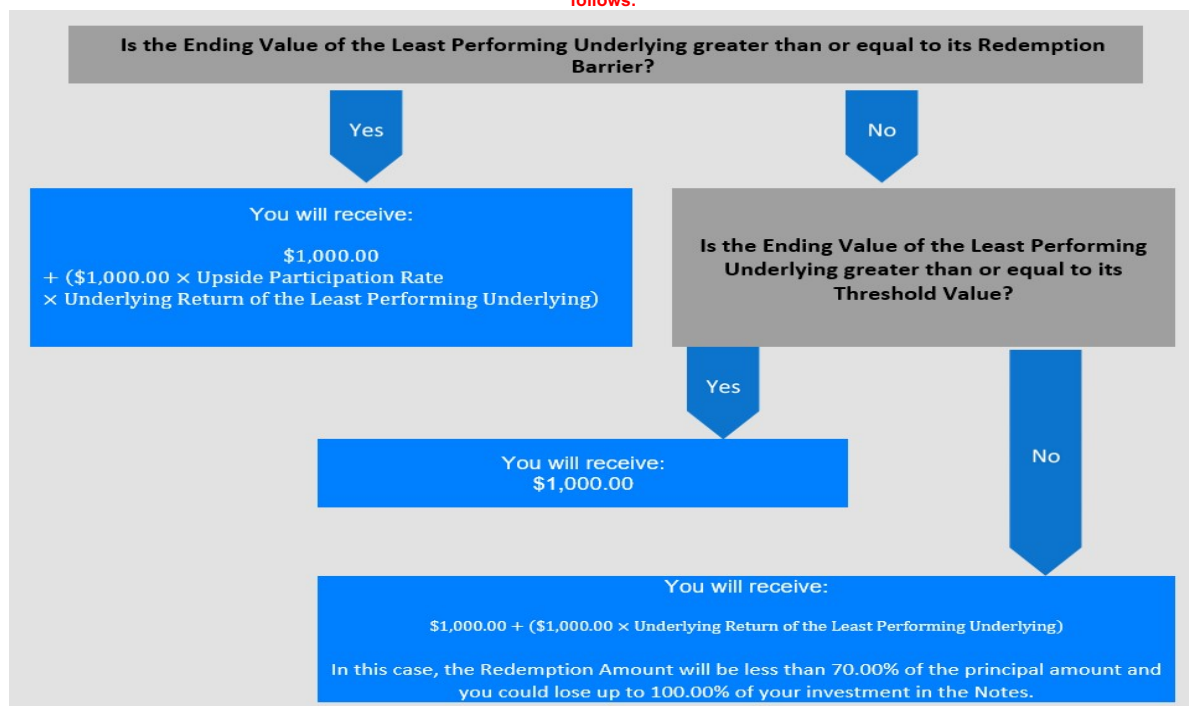 follows:
Is the Ending Value of the Least Performing Underlying greater than or equal to its Redemption
Barrier?
Yes
No
You will receive:
$1,000.00
+ ($1,000.00 × Upside Participation Rate
× Underlying Return of the Least Performing Underlying)
Is the Ending Value of the Least Performing
Underlying greater than or equal to its
Threshold Value?
Yes
No
You will receive:
$1,000.00
You will receive:
$1,000.00 + ($1,000.00 × Underlying Return of the Least Performing Underlying)
In this case, the Redemption Amount will be less than 70.00% of the principal amount and
you could lose up to 100.00% of your investment in the Notes.